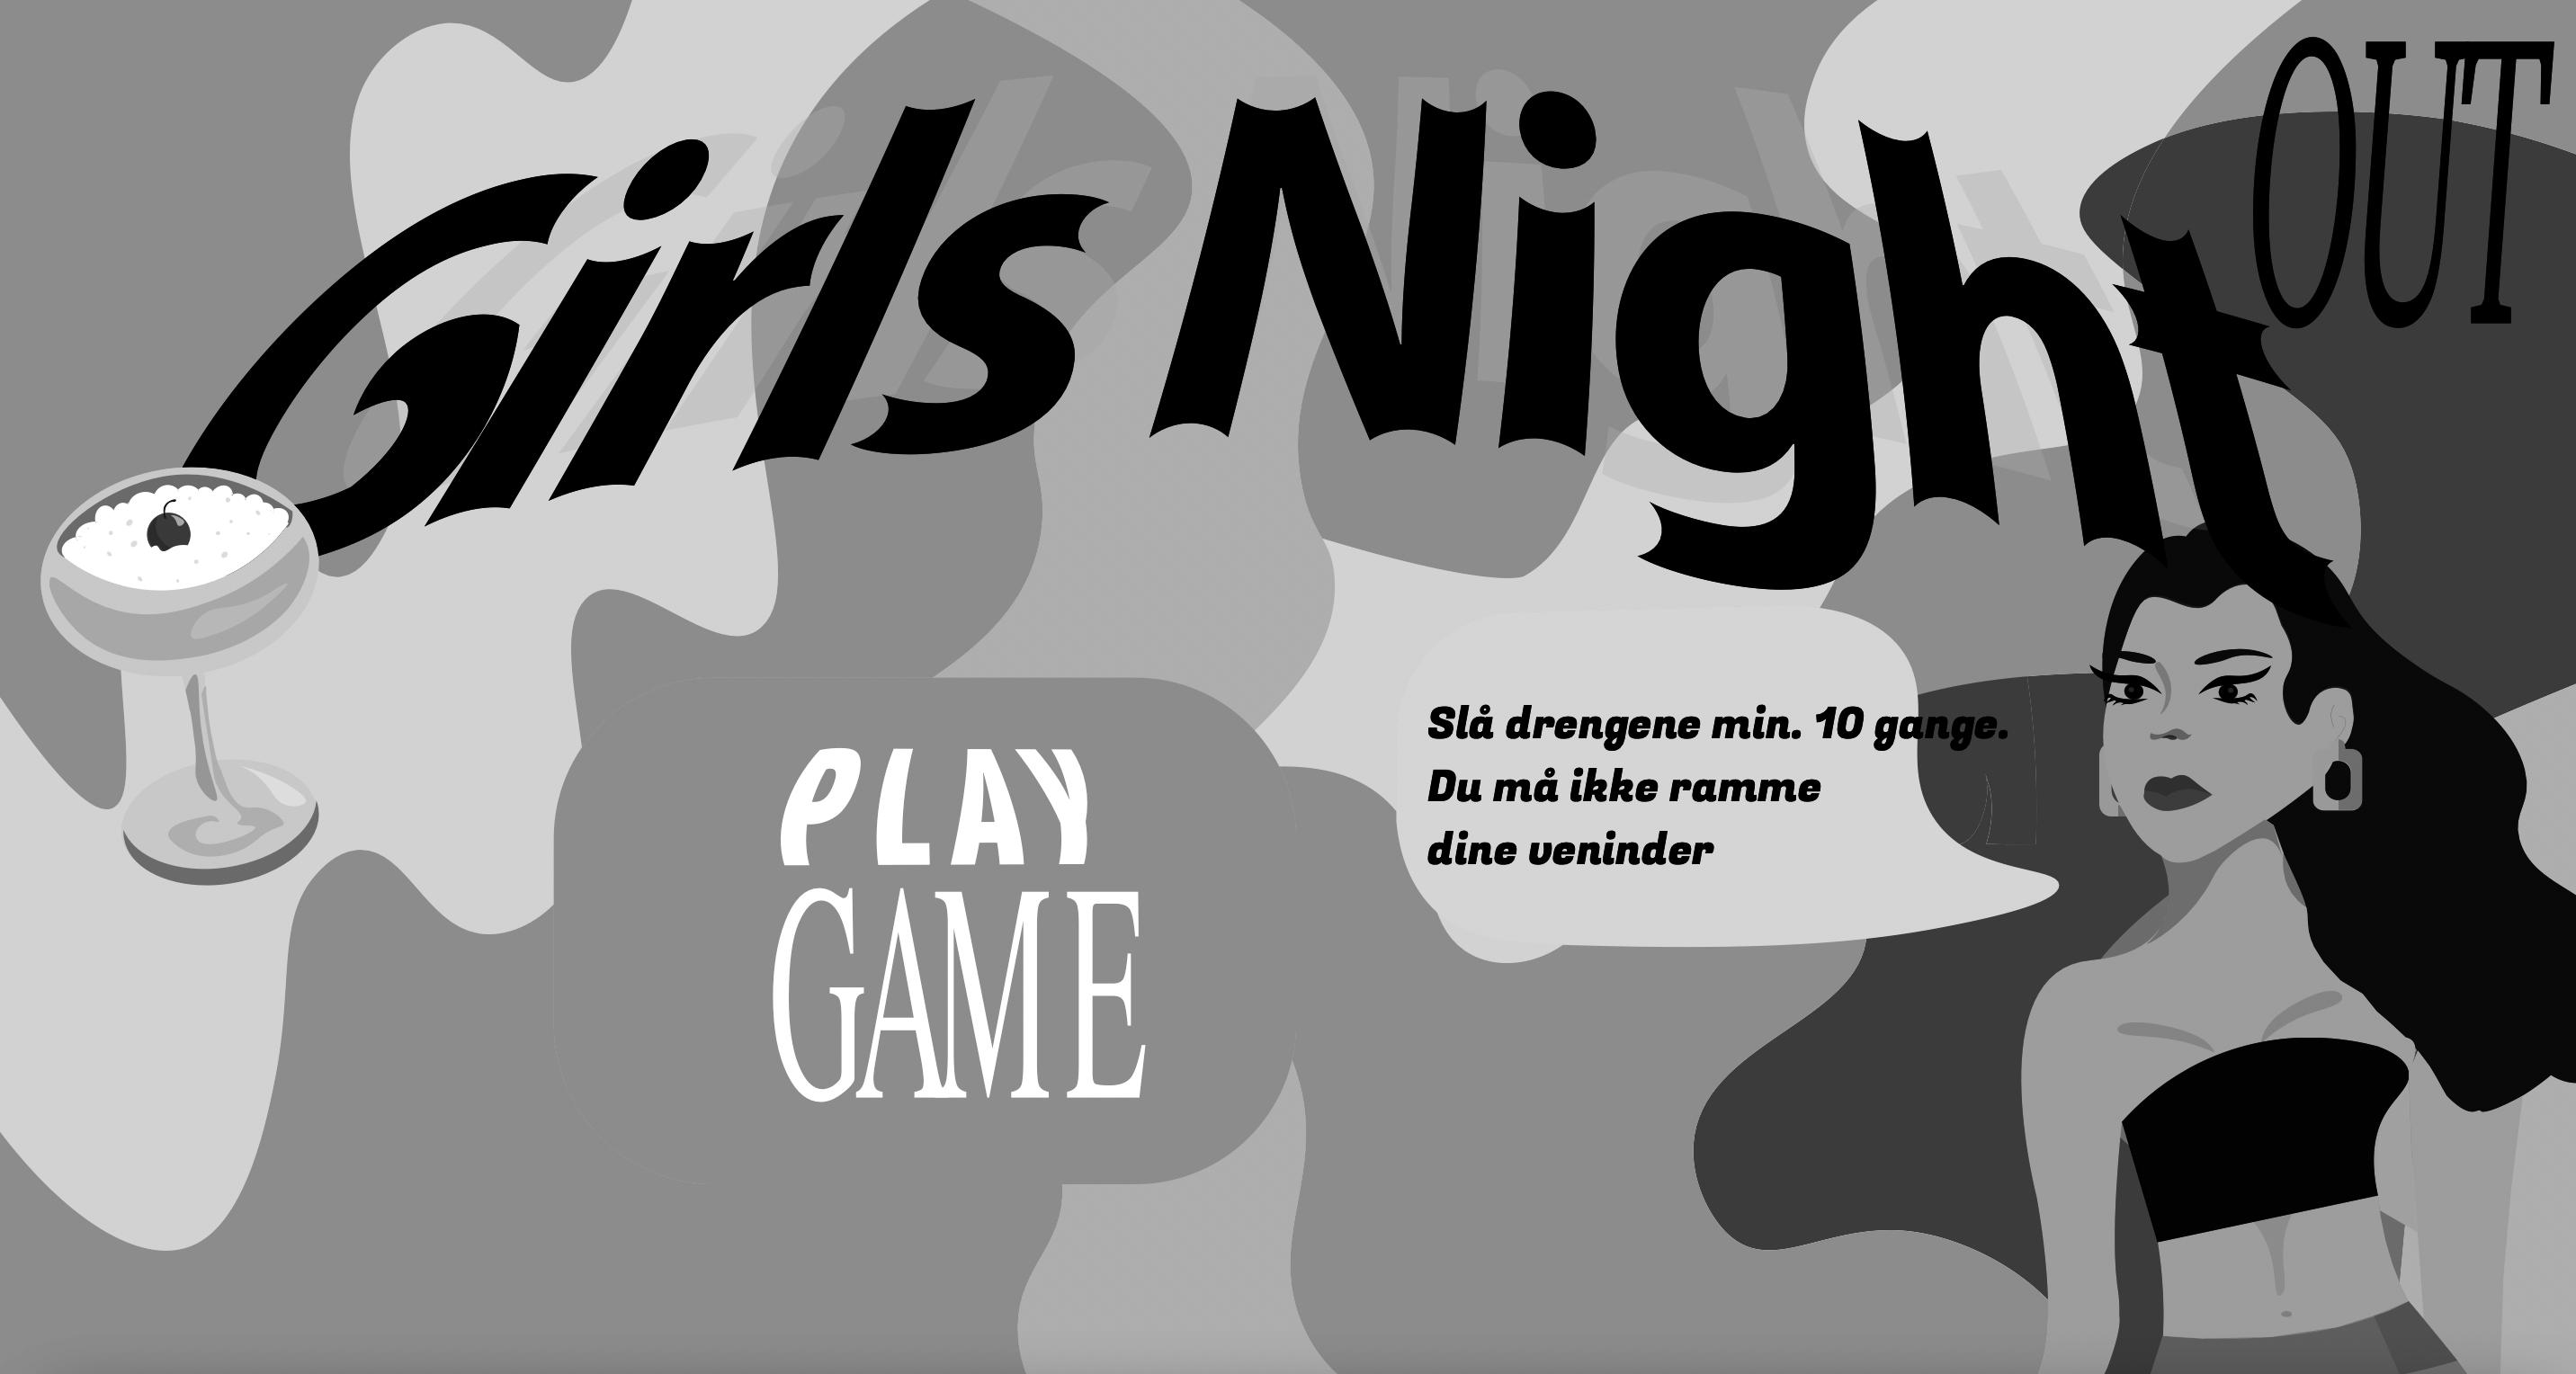 Girls Night
OUT
PLAY
GAME
Slå drengene min. 10 gange.
Du må ikke ramme
dine veninder